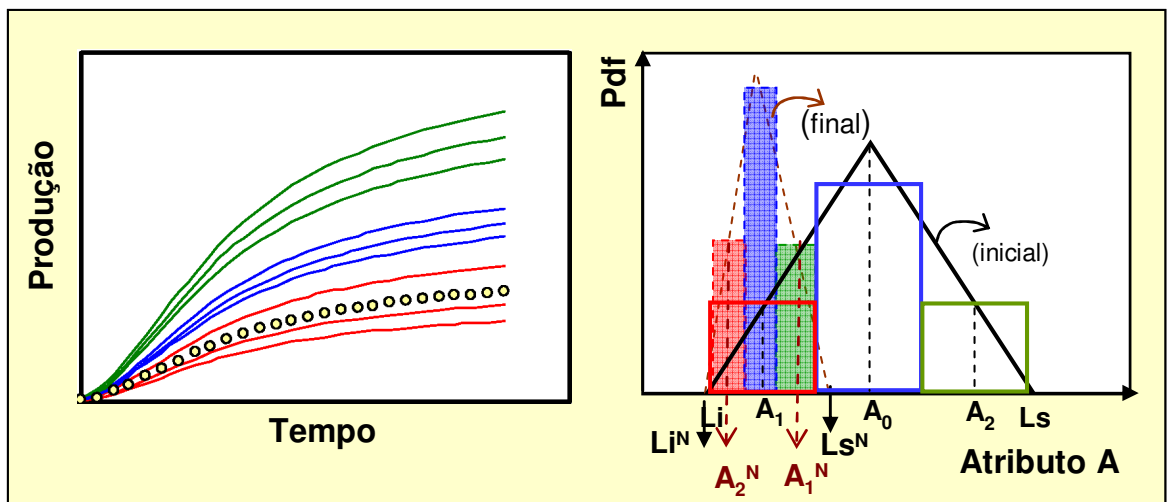 Produção
Tempo
Pdf
(final)
(inicial)
Li A₁ A₀ A₂ Ls
Liᴺ Lsᴺ
A₂ᴺ A₁ᴺ
Atributo A